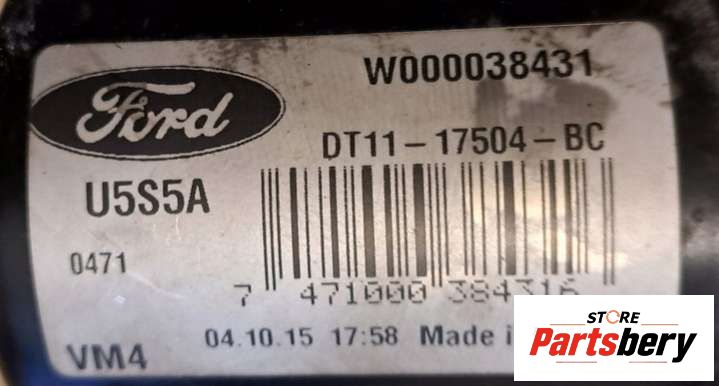 Ford
W000038431
DT11-17504-BC
U5S5A
0471
7 471000 384316
04.10.15 17:58 Made i
VM4
STORE
Partsbery